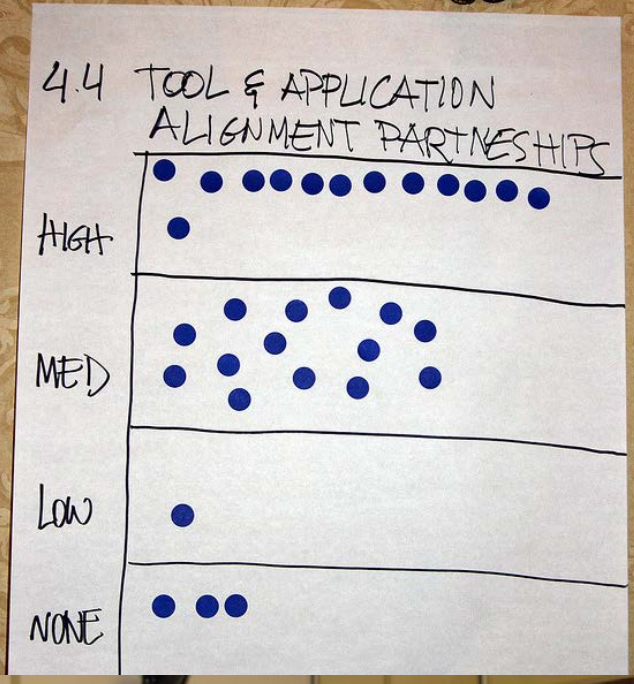 4.4 TOOL & APPLICATION
ALIGNMENT PARTNESHIPS
HIGH
MED
LOW
NONE